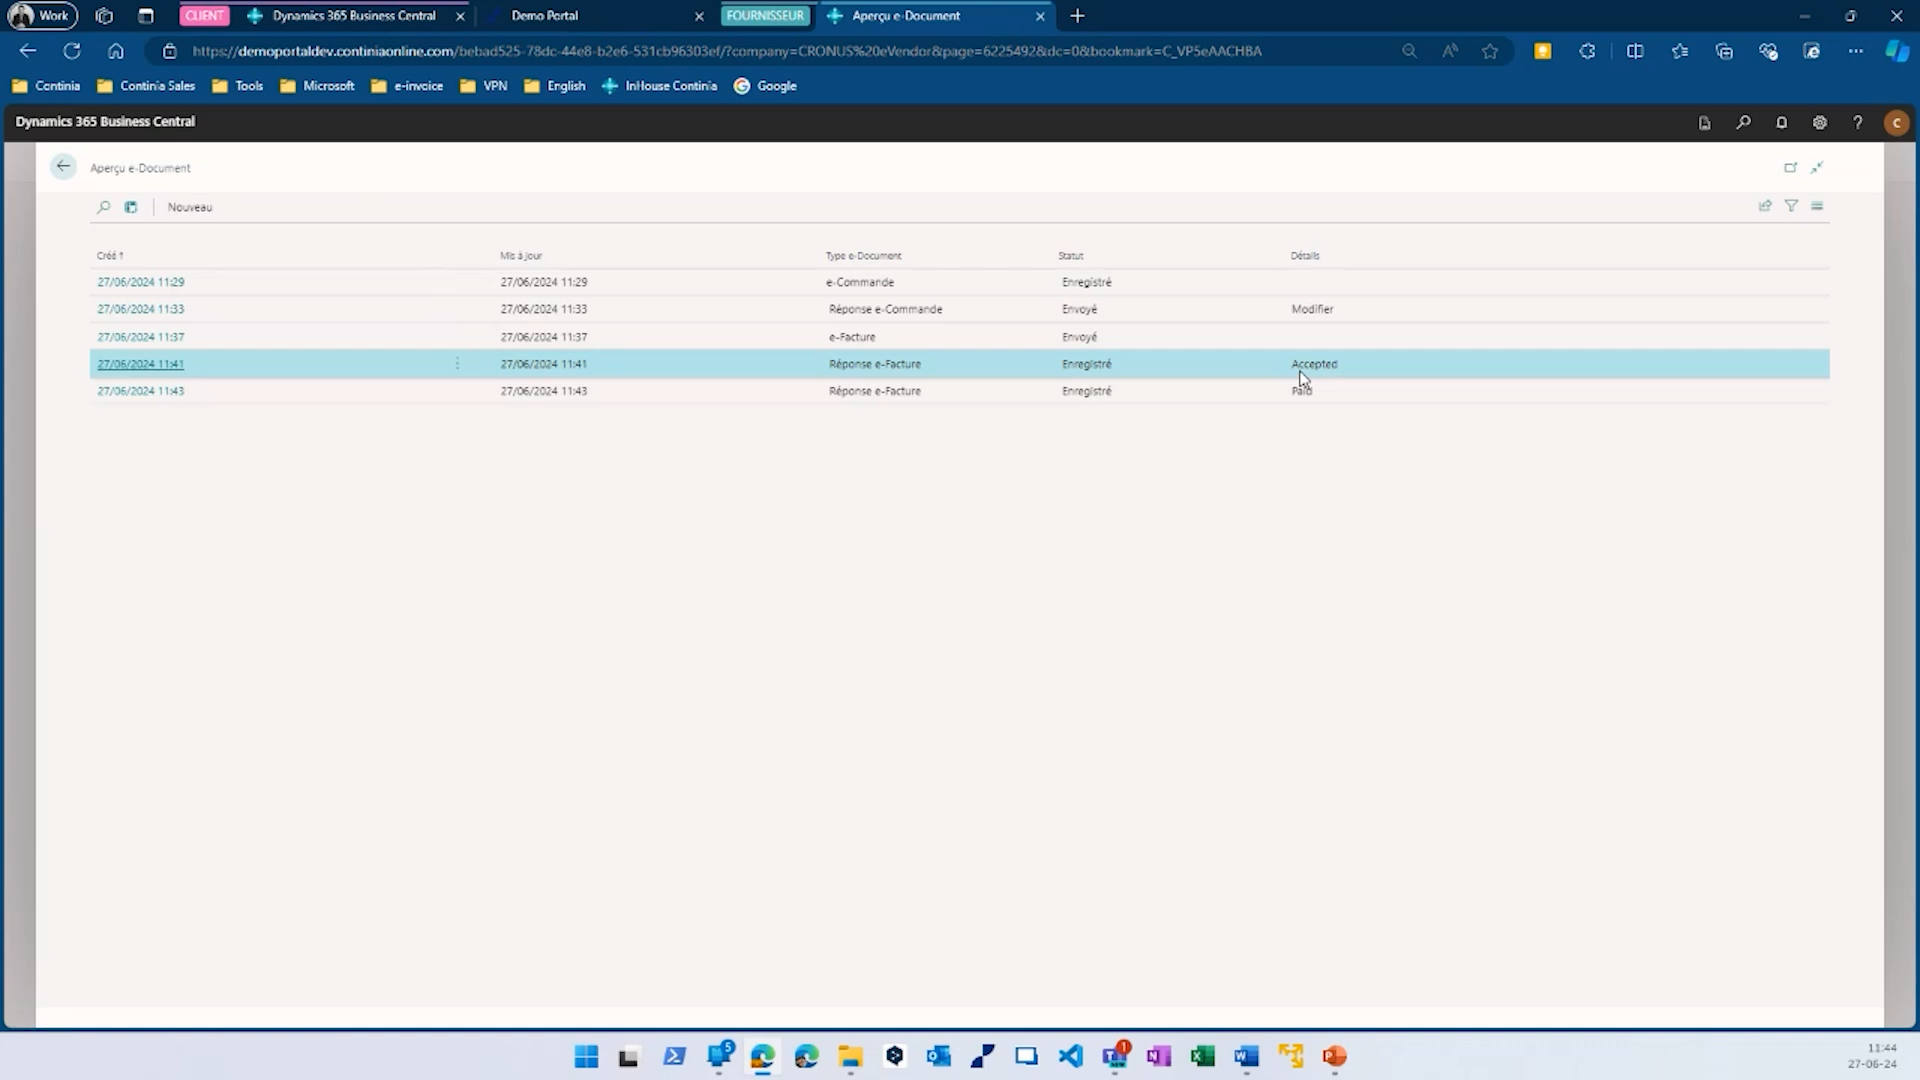 Work CLIENT Dynamics 365 Business Central Demo Portal FOURNISSEUR Aperçu e-Document
https://demoportaldev.continiaonline.com/bebad525-78dc-44e8-b2e6-531cb96303ef/?company=CRONUS%20eVendor&page=6225492&dc=0&bookmark=C_VP5eAACHBA
Continia Continia Sales Tools Microsoft e-invoice VPN English InHouse Continia Google
Dynamics 365 Business Central C
Aperçu e-Document
Nouveau
Créé ↑ Mis à jour Type e-Document Statut Détails
27/06/2024 11:29 27/06/2024 11:29 e-Commande Enregistré
27/06/2024 11:33 27/06/2024 11:33 Réponse e-Commande Envoyé Modifier
27/06/2024 11:37 27/06/2024 11:37 e-Facture Envoyé
27/06/2024 11:41 27/06/2024 11:41 Réponse e-Facture Enregistré Accepted
27/06/2024 11:43 27/06/2024 11:43 Réponse e-Facture Enregistré Paid
5 1
11:44
27-06-24